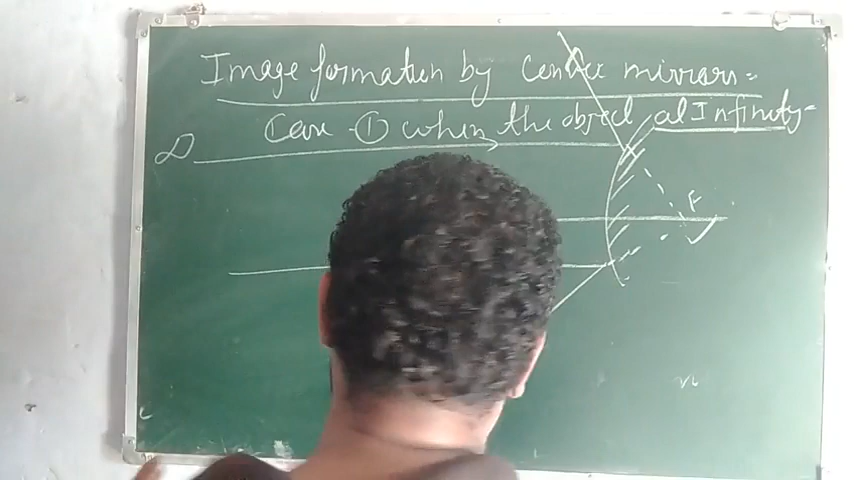 Image formation by Convex mirrors =
Case - ① when the object at Infinity =
∞
F